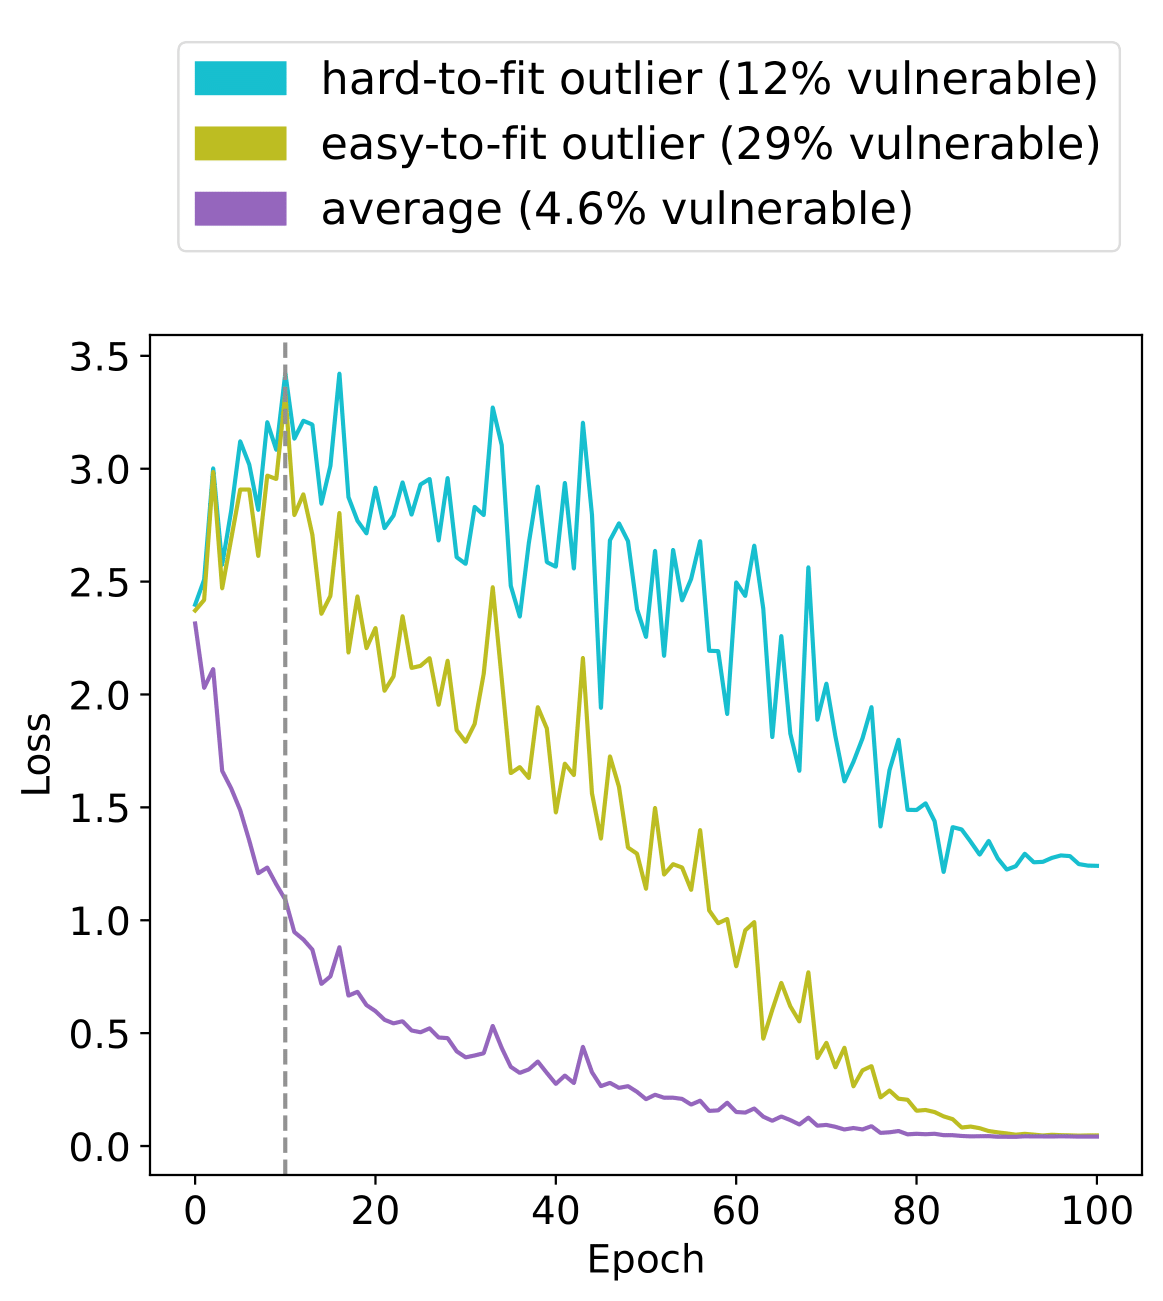 hard-to-fit outlier (12% vulnerable)
easy-to-fit outlier (29% vulnerable)
average (4.6% vulnerable)
3.5
3.0
2.5
2.0
1.5
1.0
0.5
0.0
Loss
0 20 40 60 80 100
Epoch